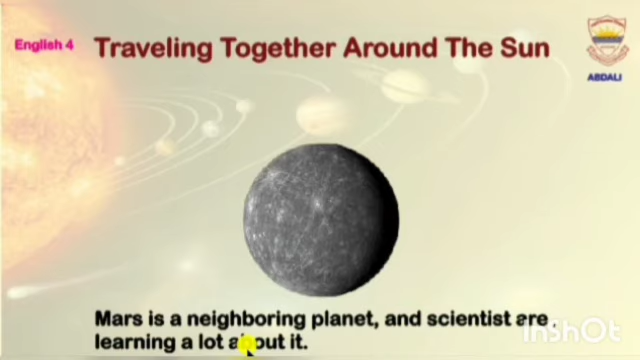 English 4
Traveling Together Around The Sun
ABDALI
Mars is a neighboring planet, and scientist are,
learning a lot about it.
InShOt